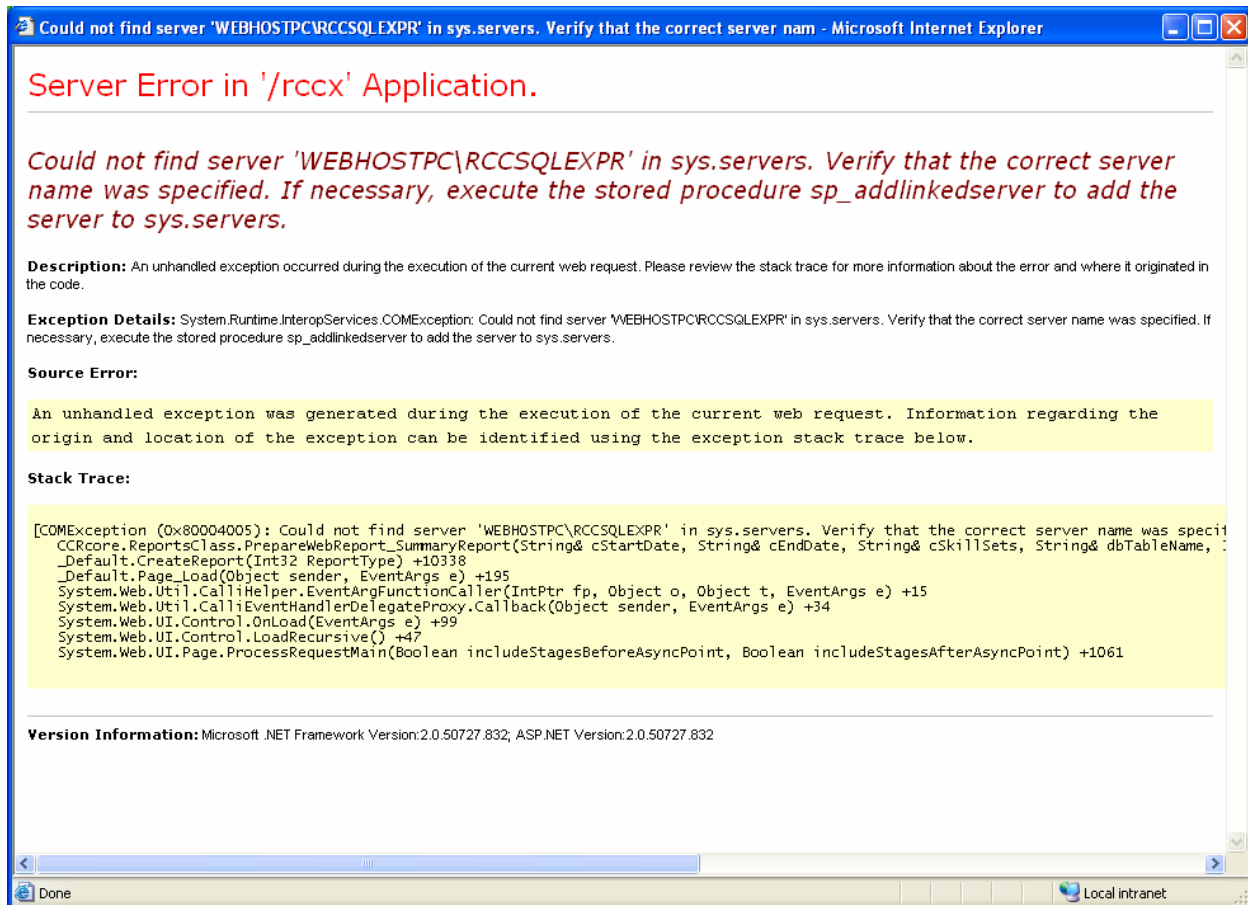 Could not find server 'WEBHOSTPC\RCCSQLEXPR' in sys.servers. Verify that the correct server nam - Microsoft Internet Explorer
Server Error in '/rccx' Application.
Could not find server 'WEBHOSTPC\RCCSQLEXPR' in sys.servers. Verify that the correct server
name was specified. If necessary, execute the stored procedure sp_addlinkedserver to add the
server to sys.servers.
Description: An unhandled exception occurred during the execution of the current web request. Please review the stack trace for more information about the error and where it originated in
the code.
Exception Details: System.Runtime.InteropServices.COMException: Could not find server 'WEBHOSTPC\RCCSQLEXPR' in sys.servers. Verify that the correct server name was specified. If
necessary, execute the stored procedure sp_addlinkedserver to add the server to sys.servers.
Source Error:
An unhandled exception was generated during the execution of the current web request. Information regarding the
origin and location of the exception can be identified using the exception stack trace below.
Stack Trace:
[COMException (0x80004005): Could not find server 'WEBHOSTPC\RCCSQLEXPR' in sys.servers. Verify that the correct server name was specif
CCRcore.ReportsClass.PrepareWebReport_SummaryReport(String& cStartDate, String& cEndDate, String& cSkillSets, String& dbTableName,
_Default.CreateReport(Int32 ReportType) +10338
_Default.Page_Load(Object sender, EventArgs e) +195
System.Web.Util.CalliHelper.EventArgFunctionCaller(IntPtr fp, Object o, Object t, EventArgs e) +15
System.Web.Util.CalliEventHandlerDelegateProxy.Callback(Object sender, EventArgs e) +34
System.Web.UI.Control.OnLoad(EventArgs e) +99
System.Web.UI.Control.LoadRecursive() +47
System.Web.UI.Page.ProcessRequestMain(Boolean includeStagesBeforeAsyncPoint, Boolean includeStagesAfterAsyncPoint) +1061
Version Information: Microsoft .NET Framework Version:2.0.50727.832; ASP.NET Version:2.0.50727.832
Done
Local intranet